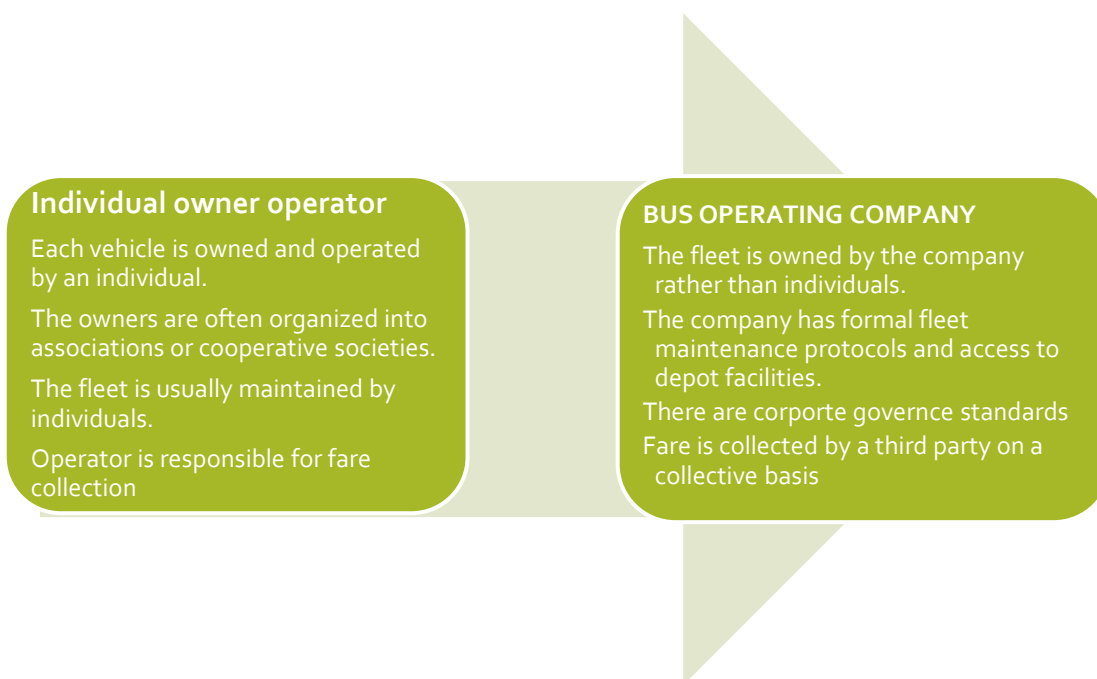 Individual owner operator
Each vehicle is owned and operated
by an individual.
The owners are often organized into
associations or cooperative societies.
The fleet is usually maintained by
individuals.
Operator is responsible for fare
collection
BUS OPERATING COMPANY
The fleet is owned by the company
rather than individuals.
The company has formal fleet
maintenance protocols and access to
depot facilities.
There are corporte governce standards
Fare is collected by a third party on a
collective basis